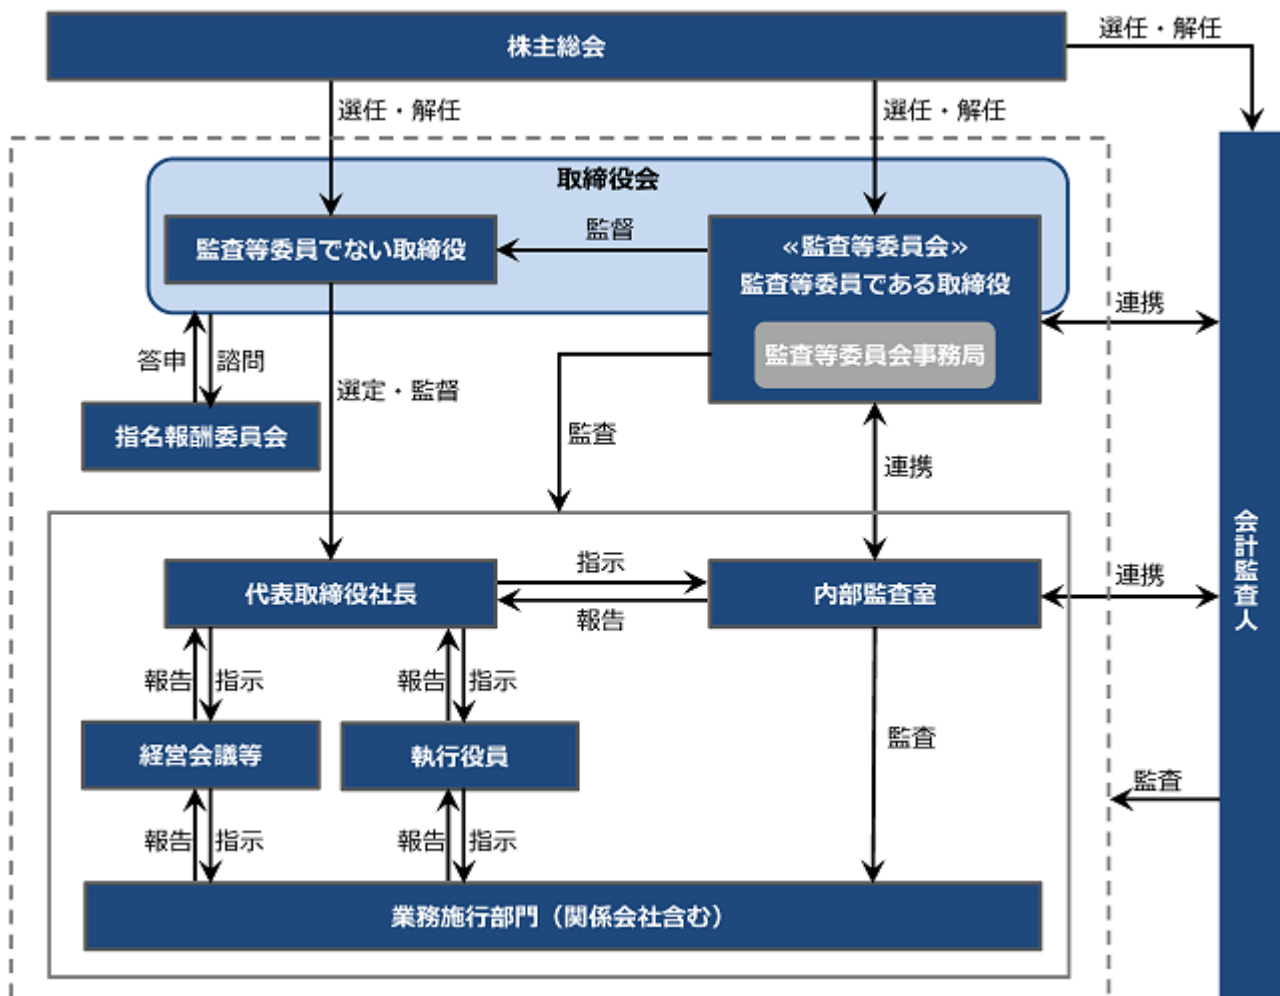 株主総会
選任・解任
選任・解任
選任・解任
取締役会
監査等委員でない取締役
監督
≪監査等委員会≫
監査等委員である取締役
監査等委員会事務局
連携
答申
諮問
選定・監督
指名報酬委員会
監査
連携
会計監査人
代表取締役社長
指示
報告
内部監査室
連携
報告
指示
報告
指示
経営会議等
執行役員
監査
監査
報告
指示
報告
指示
業務施行部門（関係会社含む）